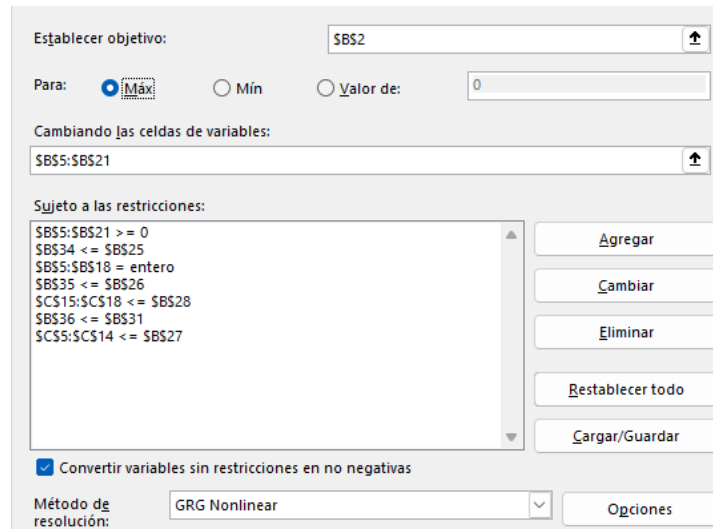 Establecer objetivo: $B$2
Para: Máx Mín Valor de: 0
Cambiando las celdas de variables:
$B$5:$B$21
Sujeto a las restricciones:
$B$5:$B$21 >= 0
$B$34 <= $B$25
$B$5:$B$18 = entero
$B$35 <= $B$26
$C$15:$C$18 <= $B$28
$B$36 <= $B$31
$C$5:$C$14 <= $B$27
Agregar
Cambiar
Eliminar
Restablecer todo
Cargar/Guardar
Convertir variables sin restricciones en no negativas
Método de
resolución:
GRG Nonlinear
Opciones